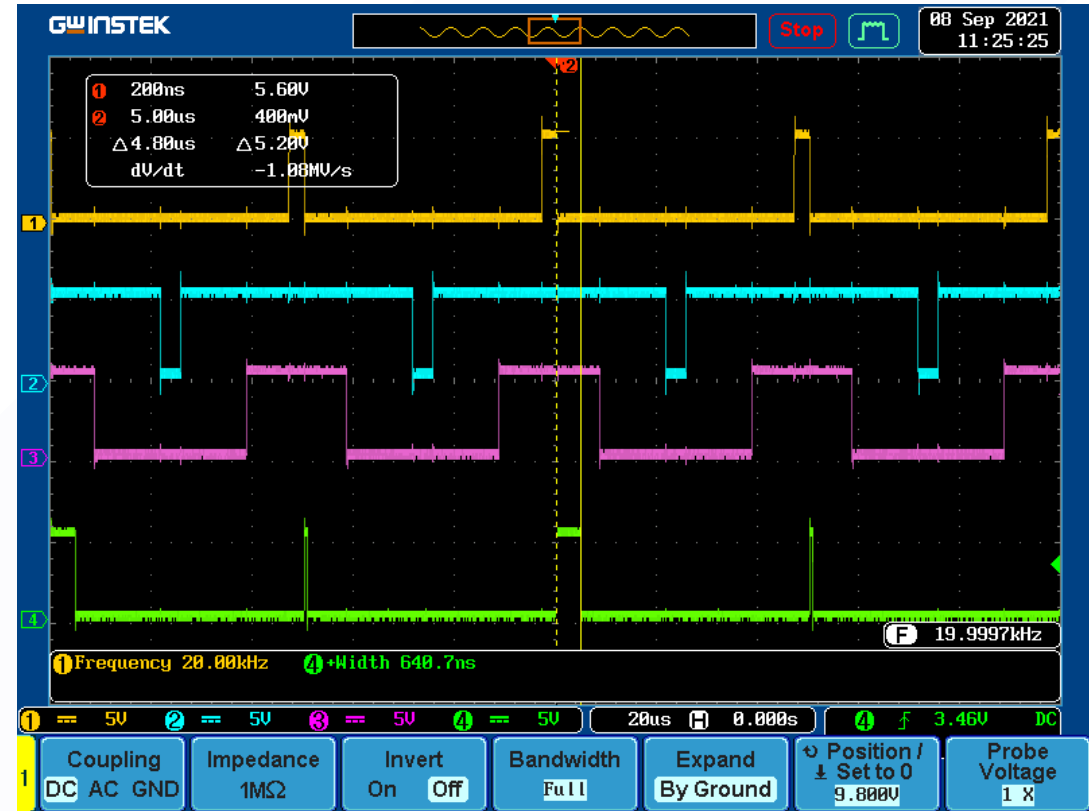 GWINSTEK
Stop
08 Sep 2021
11:25:25
2
1 200ns 5.60V
2 5.00us 400mV
△4.80us △5.20V
dV/dt -1.08MV/s
1
2
3
4
F 19.9997kHz
1 Frequency 20.00kHz 4 +Width 640.7ns
1 5V 2 5V 3 5V 4 5V 20us H 0.000s 4 3.46V DC
1
Coupling
DC AC GND
Impedance
1MΩ
Invert
On Off
Bandwidth
Full
Expand
By Ground
Position /
Set to 0
9.800V
Probe
Voltage
1 X